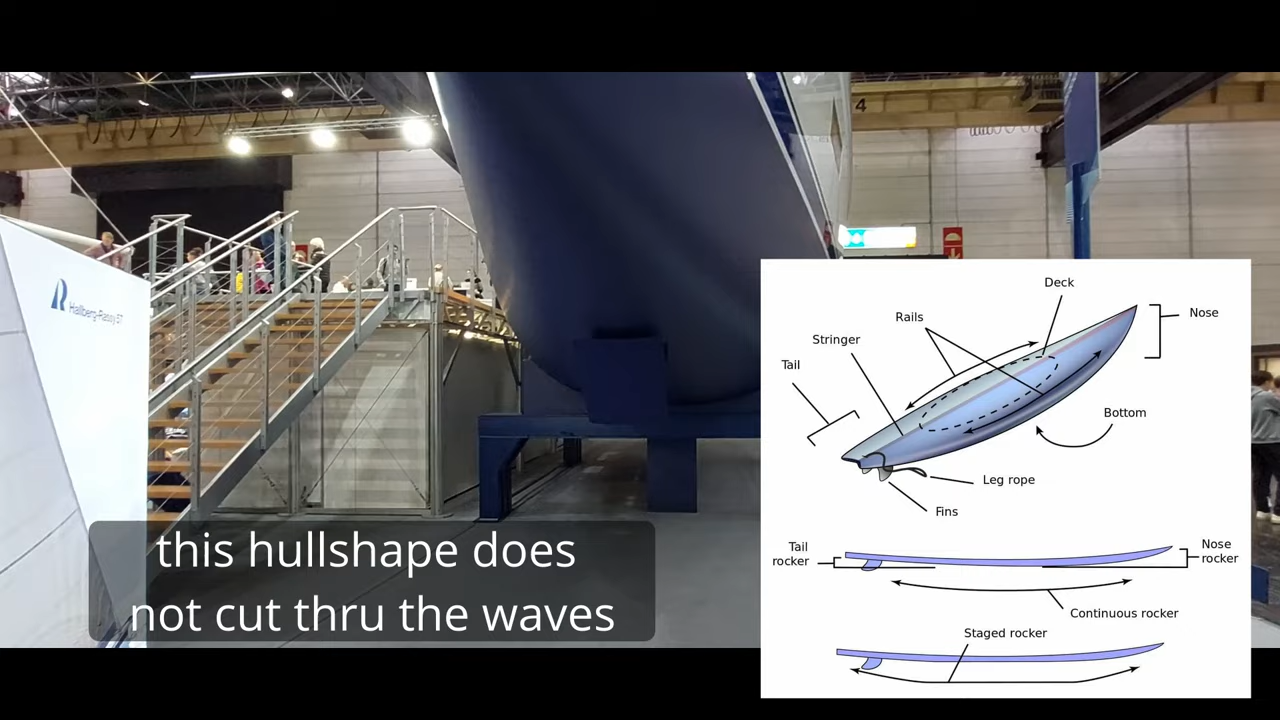 4
Hallberg-Rassy 57
Deck
Rails
Nose
Stringer
Tail
Bottom
Leg rope
Fins
Tail
rocker
Nose
rocker
Continuous rocker
Staged rocker
this hullshape does
not cut thru the waves